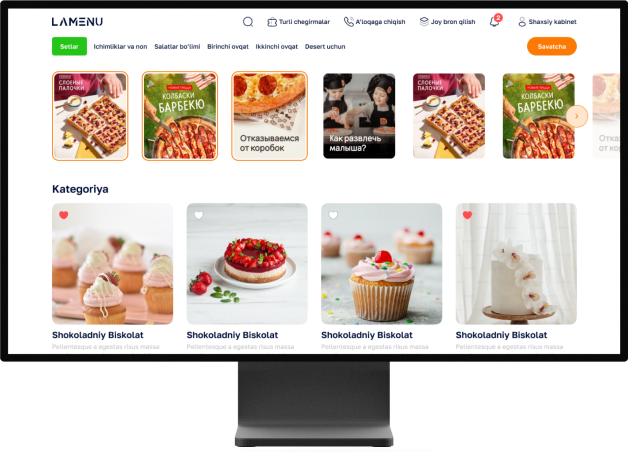 LAMENU
Turli chegirmalar
A'loqaga chiqish
Joy bron qilish
2
Shaxsiy kabinet
Setlar
Ichimliklar va non
Salatlar bo'limi
Birinchi ovqat
Ikkinchi ovqat
Desert uchun
Savatcha
СЛОЕНЫЕ
ПАЛОЧКИ
КОЛБАСКИ
БАРБЕКЮ
Отказываемся
от коробок
Как развлечь
малыша?
СЛОЕНЫЕ
ПАЛОЧКИ
КОЛБАСКИ
БАРБЕКЮ
Kategoriya
Shokoladniy Biskolat
Shokoladniy Biskolat
Shokoladniy Biskolat
Shokoladniy Biskolat
Pellentesque a egestas risus massa
Pellentesque a egestas risus massa
Pellentesque a egestas risus massa
Pellentesque a egestas risus massa